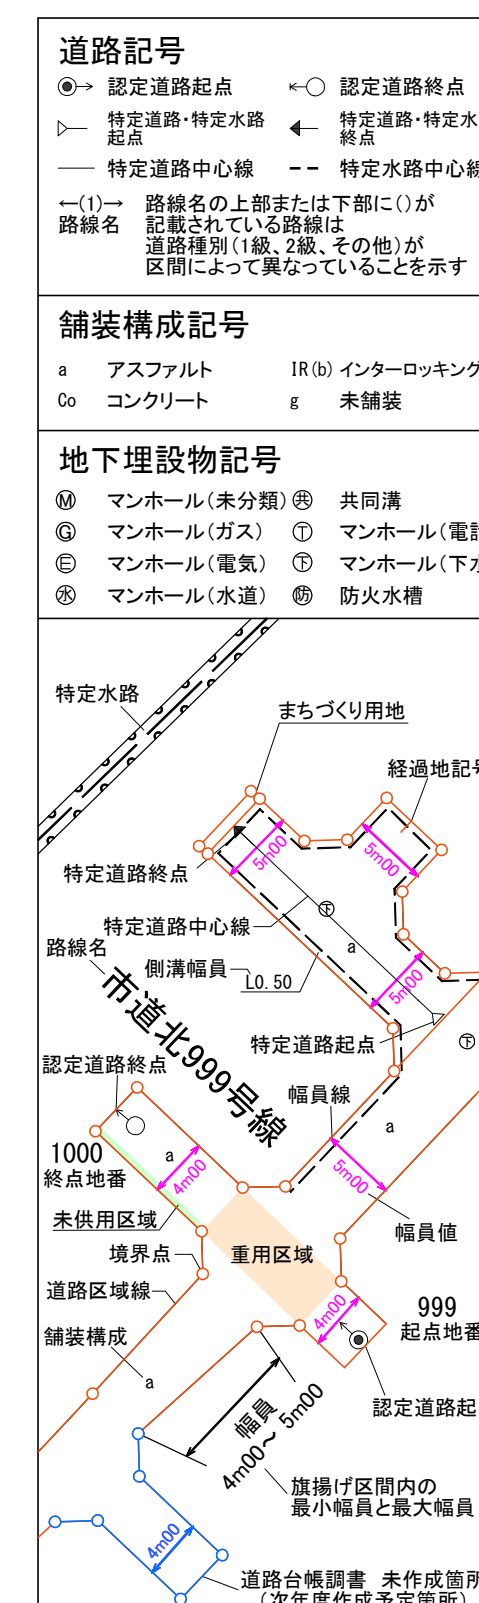 道路記号
認定道路起点 認定道路終点
特定道路・特定水路
起点
特定道路・特定水
終点
特定道路中心線 特定水路中心線
←(1)→ 路線名の上部または下部に()が
路線名 記載されている路線は
道路種別(1級、2級、その他)が
区間によって異なっていることを示す
舗装構成記号
a アスファルト IR(b) インターロッキング
Co コンクリート g 未舗装
地下埋設物記号
Ⓜ マンホール(未分類) 共 共同溝
Ⓖ マンホール(ガス) Ⓣ マンホール(電
Ⓔ マンホール(電気) 下 マンホール(下水
水 マンホール(水道) 防 防火水槽
特定水路
まちづくり用地
経過地記号
5m00
5m00
特定道路終点
下
特定道路中心線
a
路線名
側溝幅員
L0.50
5m00
市道北999号線
特定道路起点
下
認定道路終点
幅員線
a
1000
終点地番
a
4m00
5m00
未供用区域
幅員値
境界点
重用区域
道路区域線
4m00
999
起点地番
舗装構成
a
認定道路起
幅員
4m00～5m00
旗揚げ区間内の
最小幅員と最大幅員
4m00
道路台帳調書 未作成箇所
(次年度作成予定箇所)